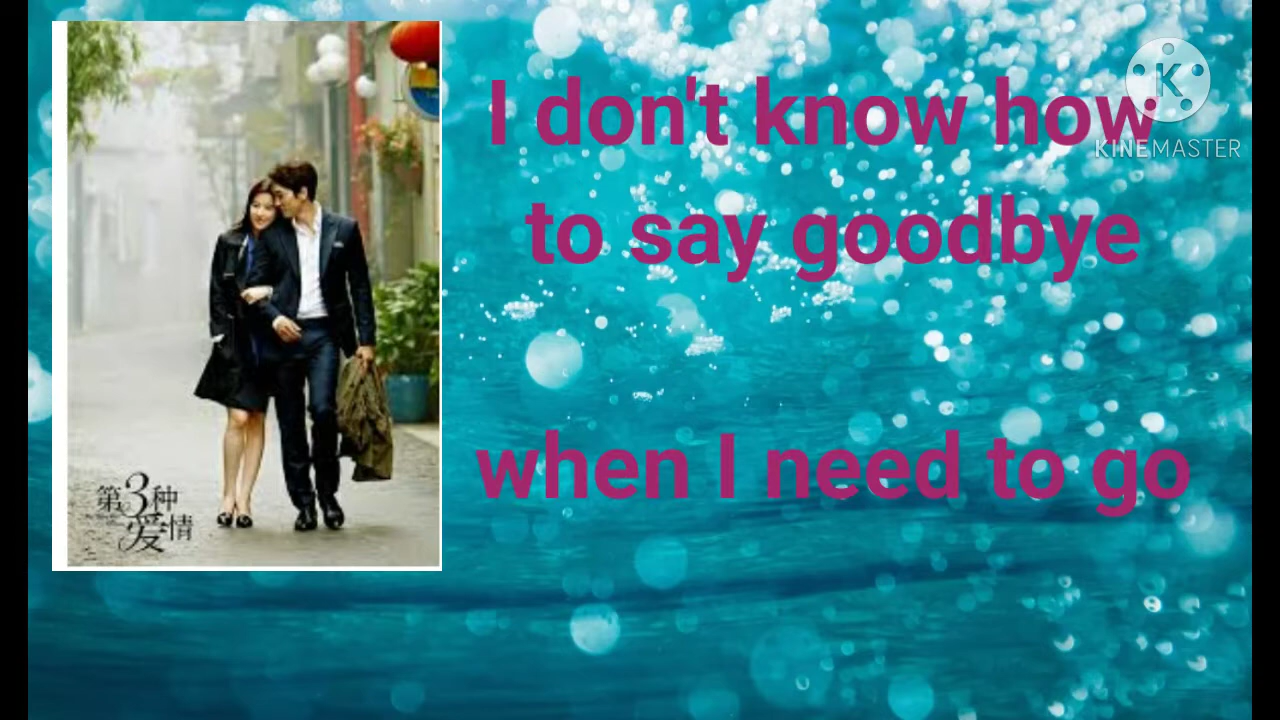 I don't know how
to say goodbye
when I need to go
K
KINEMASTER
第3种
爱情